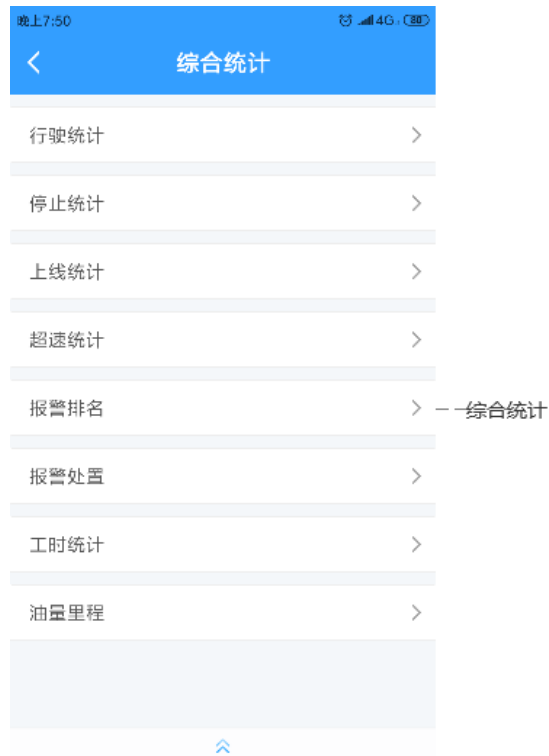 晚上7:50 4G 80
综合统计
行驶统计
停止统计
上线统计
超速统计
报警排名
综合统计
报警处置
工时统计
油量里程